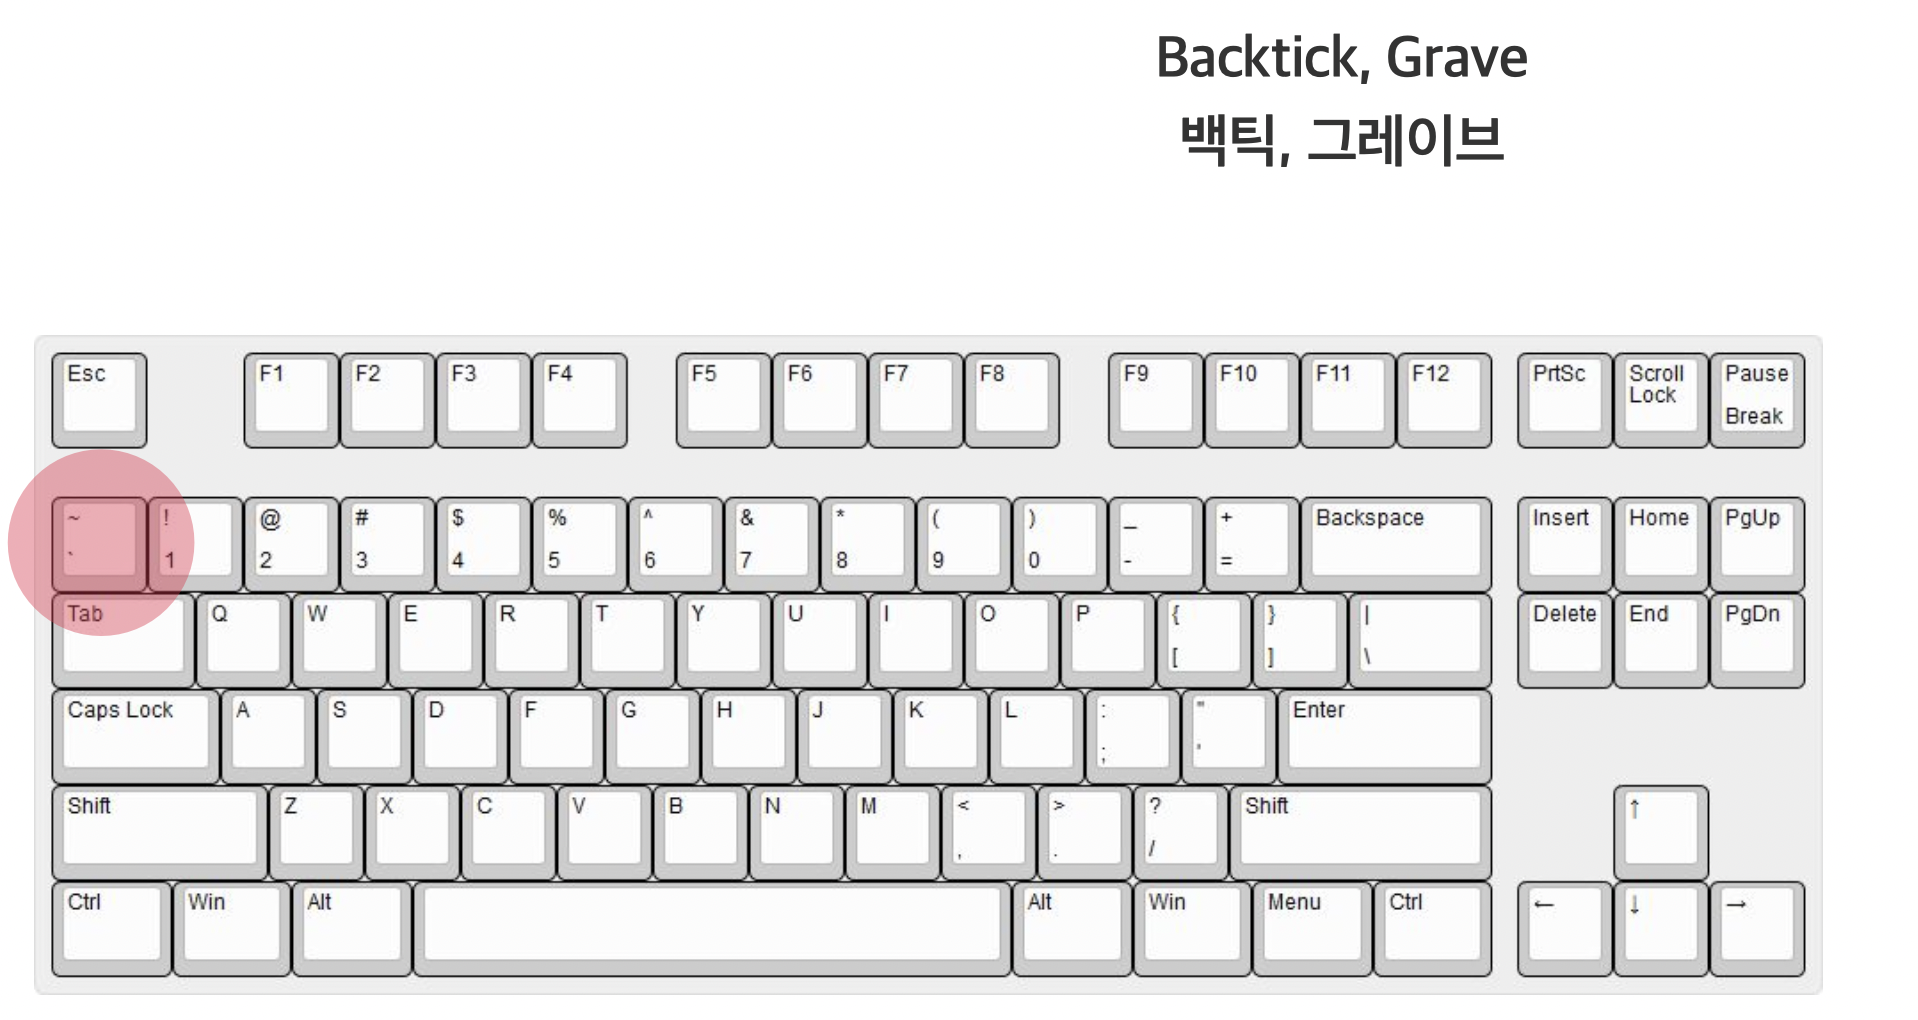 Backtick, Grave
백틱, 그레이브
Esc F1 F2 F3 F4 F5 F6 F7 F8 F9 F10 F11 F12 PrtSc Scroll Lock Pause Break
~ ! @ # $ % ^ & * ( ) _ + Backspace Insert Home PgUp
` 1 2 3 4 5 6 7 8 9 0 - =
Tab Q W E R T Y U I O P { } | Delete End PgDn
[ ] \
Caps Lock A S D F G H J K L : " Enter
; '
Shift Z X C V B N M < > ? Shift ↑
, . /
Ctrl Win Alt Alt Win Menu Ctrl ← ↓ →